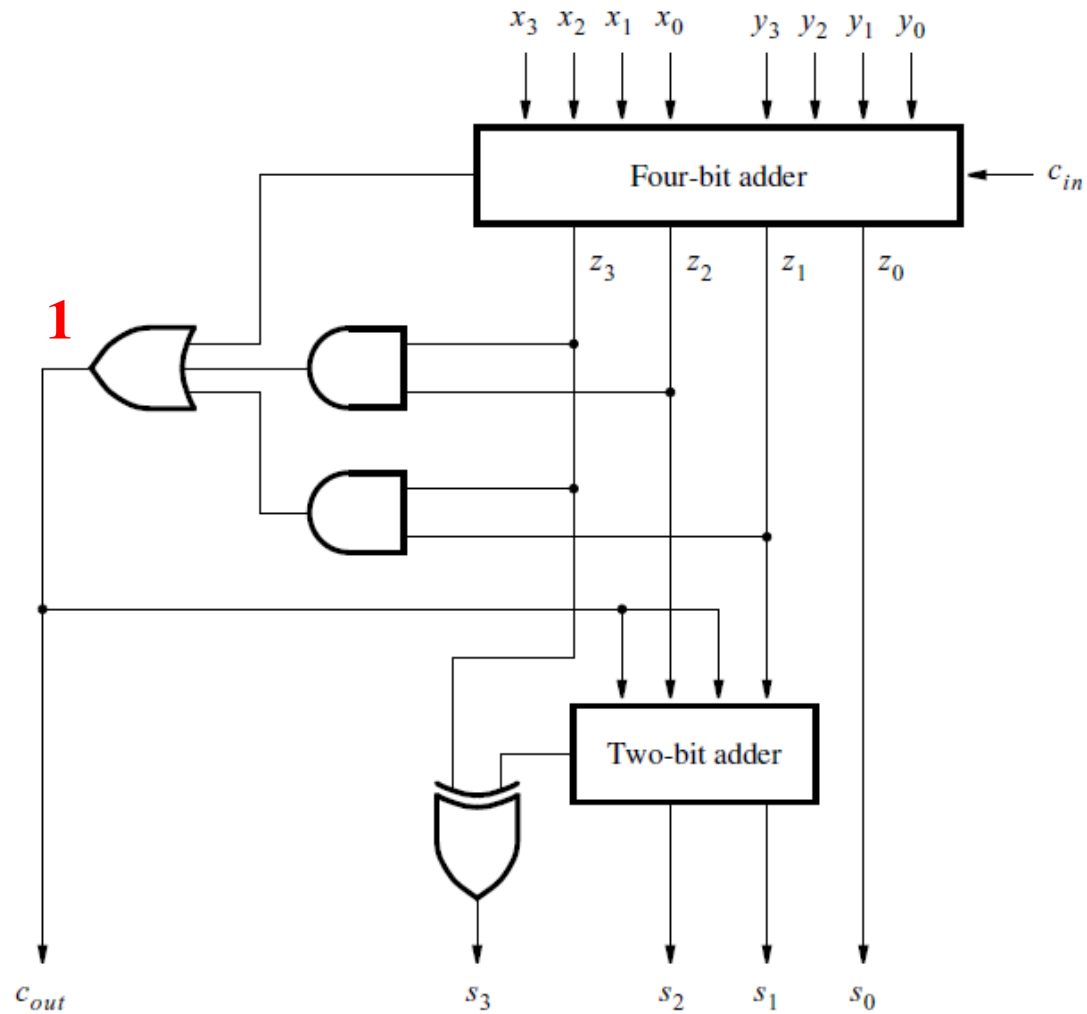 x3 x2 x1 x0 y3 y2 y1 y0
Four-bit adder
cin
z3 z2 z1 z0
1
Two-bit adder
cout s3 s2 s1 s0